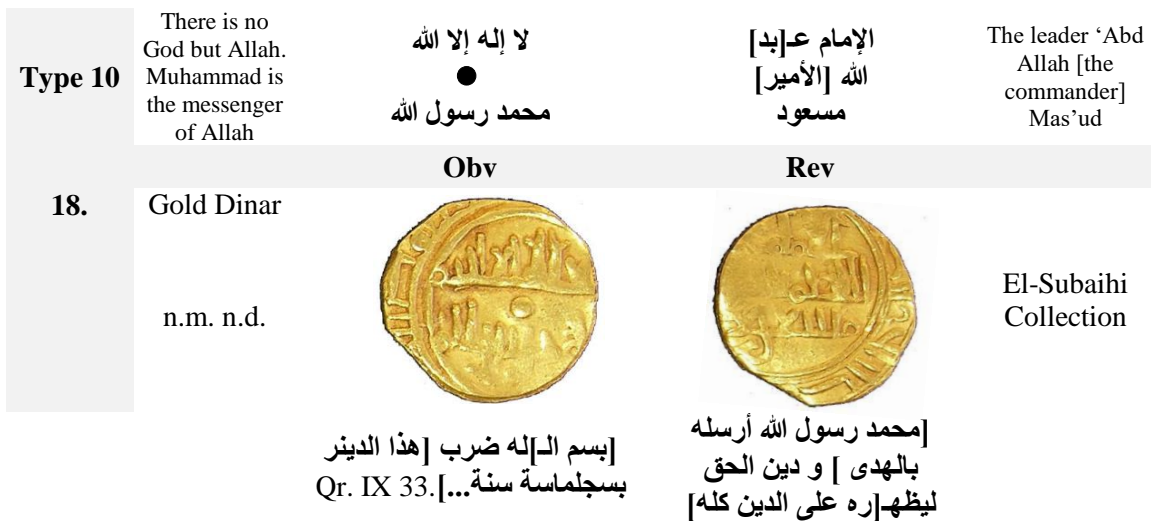 Type 10
There is no
God but Allah.
Muhammad is
the messenger
of Allah
لا إله إلا الله
●
محمد رسول الله
الإمام عـ[بد]
الله [الأمير]
مسعود
The leader ‘Abd
Allah [the
commander]
Mas’ud
Obv
Rev
18.
Gold Dinar
n.m. n.d.
El-Subaihi
Collection
[بسم الـ]له ضرب [هذا الدينر
بسجلماسة سنة...]. Qr. IX 33
[محمد رسول الله أرسله
بالهدى ] و دين الحق
ليظهـ[ره على الدين كله]